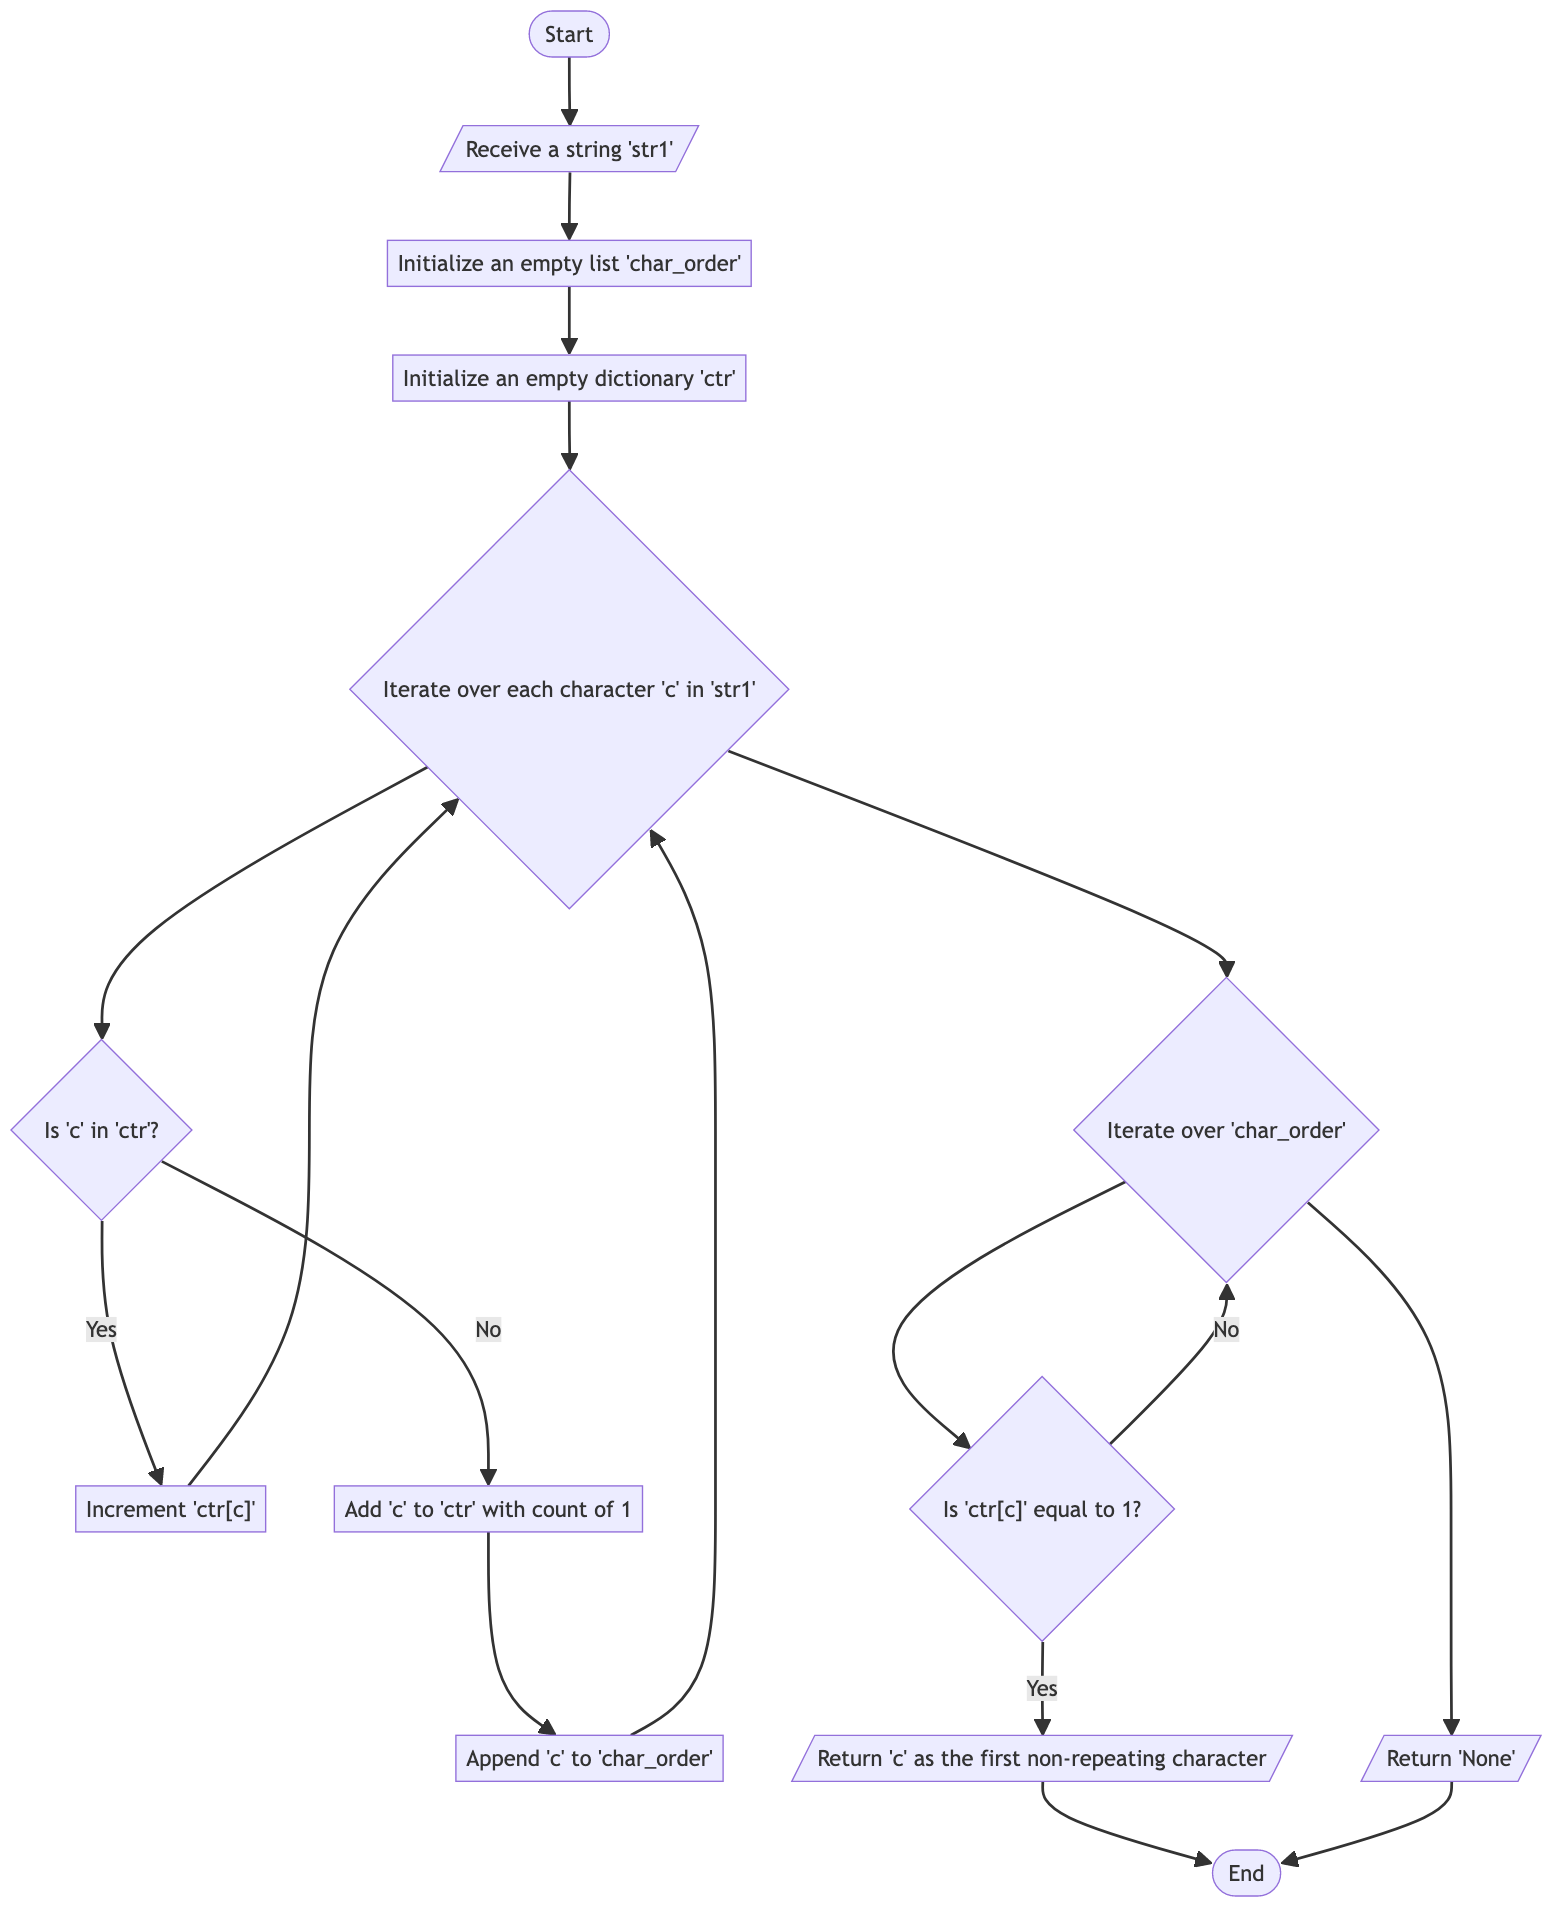 Start
Receive a string 'str1'
Initialize an empty list 'char_order'
Initialize an empty dictionary 'ctr'
Iterate over each character 'c' in 'str1'
Is 'c' in 'ctr'?
Iterate over 'char_order'
Yes
No
No
Increment 'ctr[c]'
Add 'c' to 'ctr' with count of 1
Is 'ctr[c]' equal to 1?
Yes
Append 'c' to 'char_order'
Return 'c' as the first non-repeating character
Return 'None'
End